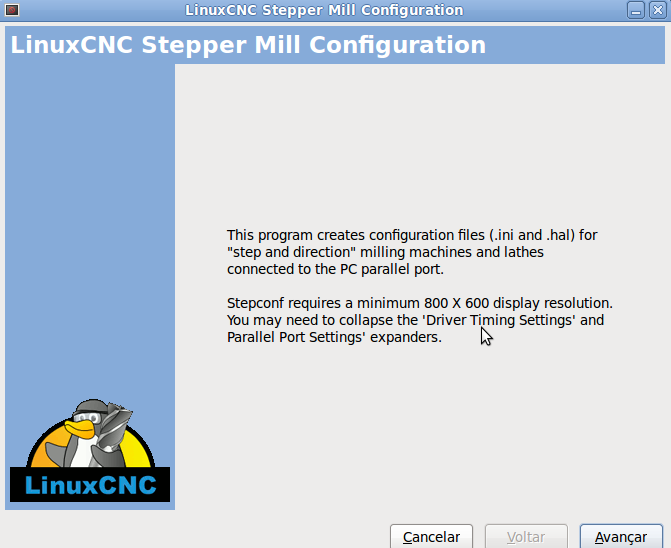 LinuxCNC Stepper Mill Configuration
LinuxCNC Stepper Mill Configuration
This program creates configuration files (.ini and .hal) for
"step and direction" milling machines and lathes
connected to the PC parallel port.
Stepconf requires a minimum 800 X 600 display resolution.
You may need to collapse the 'Driver Timing Settings' and
Parallel Port Settings' expanders.
LinuxCNC
Cancelar Voltar Avançar